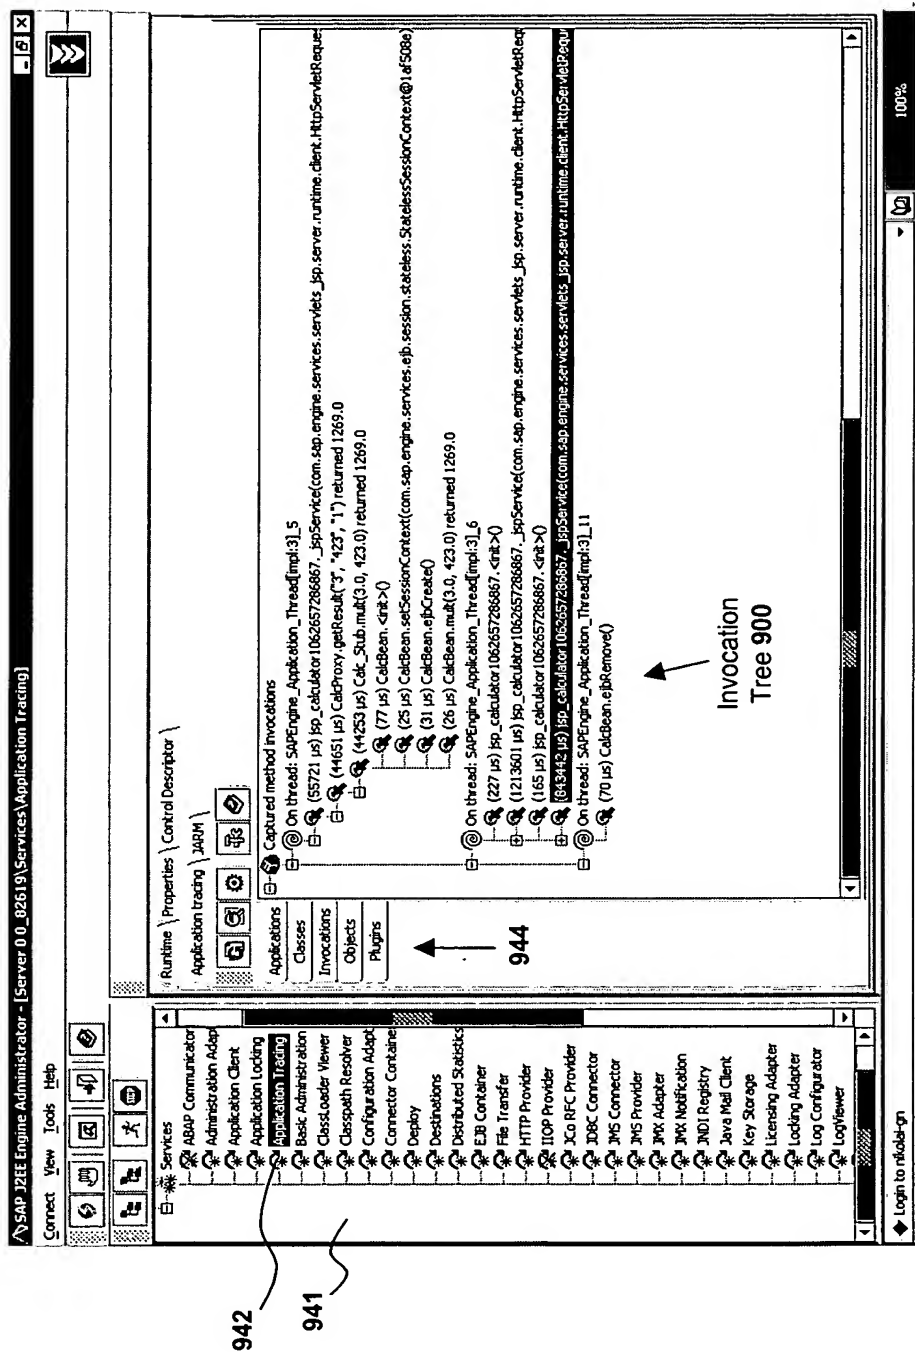 SAP J2EE Engine Administrator - [Server 0 0_82619\Services\Application Tracing]
Connect View Tools Help
Services
ABAP Communicator
Administration Adap
Application Client
Application Locking
Application Tracing
Basic Administration
ClassLoader Viewer
Classpath Resolver
Configuration Adapt
Connector Containe
Deploy
Destinations
Distributed Statistics
EJB Container
File Transfer
HTTP Provider
IIOP Provider
JCo RFC Provider
JDBC Connector
JMS Connector
JMS Provider
JMX Adapter
JMX Notification
JNDI Registry
Java Mail Client
Key Storage
Licensing Adapter
Locking Adapter
Log Configurator
LogViewer
Runtime Properties Control Descriptor
Application tracing JARM
Applications
Classes
Invocations
Objects
Plugins
Captured method invocations
On thread: SAPEngine_Application_Thread[impl:3]_5
(55721 µs) jsp_calculator1062657286867._jspService(com.sap.engine.services.servlets_jsp.server.runtime.client.HttpServletReques
(44651 µs) CalcProxy.getResult("3", "423", "1") returned 1269.0
(44253 µs) Calc_Stub.mult(3.0, 423.0) returned 1269.0
(77 µs) CalcBean.<init>()
(25 µs) CalcBean.setSessionContext(com.sap.engine.services.ejb.session.stateless.StatelessSessionContext@1af508e)
(31 µs) CalcBean.ejbCreate()
(26 µs) CalcBean.mult(3.0, 423.0) returned 1269.0
On thread: SAPEngine_Application_Thread[impl:3]_6
(227 µs) jsp_calculator1062657286867.<init>()
(1213601 µs) jsp_calculator1062657286867._jspService(com.sap.engine.services.servlets_jsp.server.runtime.client.HttpServletReq
(165 µs) jsp_calculator1062657286867.<init>()
(843442 µs) jsp_calculator1062657286867._jspService(com.sap.engine.services.servlets_jsp.server.runtime.client.HttpServletReque
On thread: SAPEngine_Application_Thread[impl:3]_11
(70 µs) CalcBean.ejbRemove()
Invocation
Tree 900
944
942
941
Login to nikolai-gn
100%